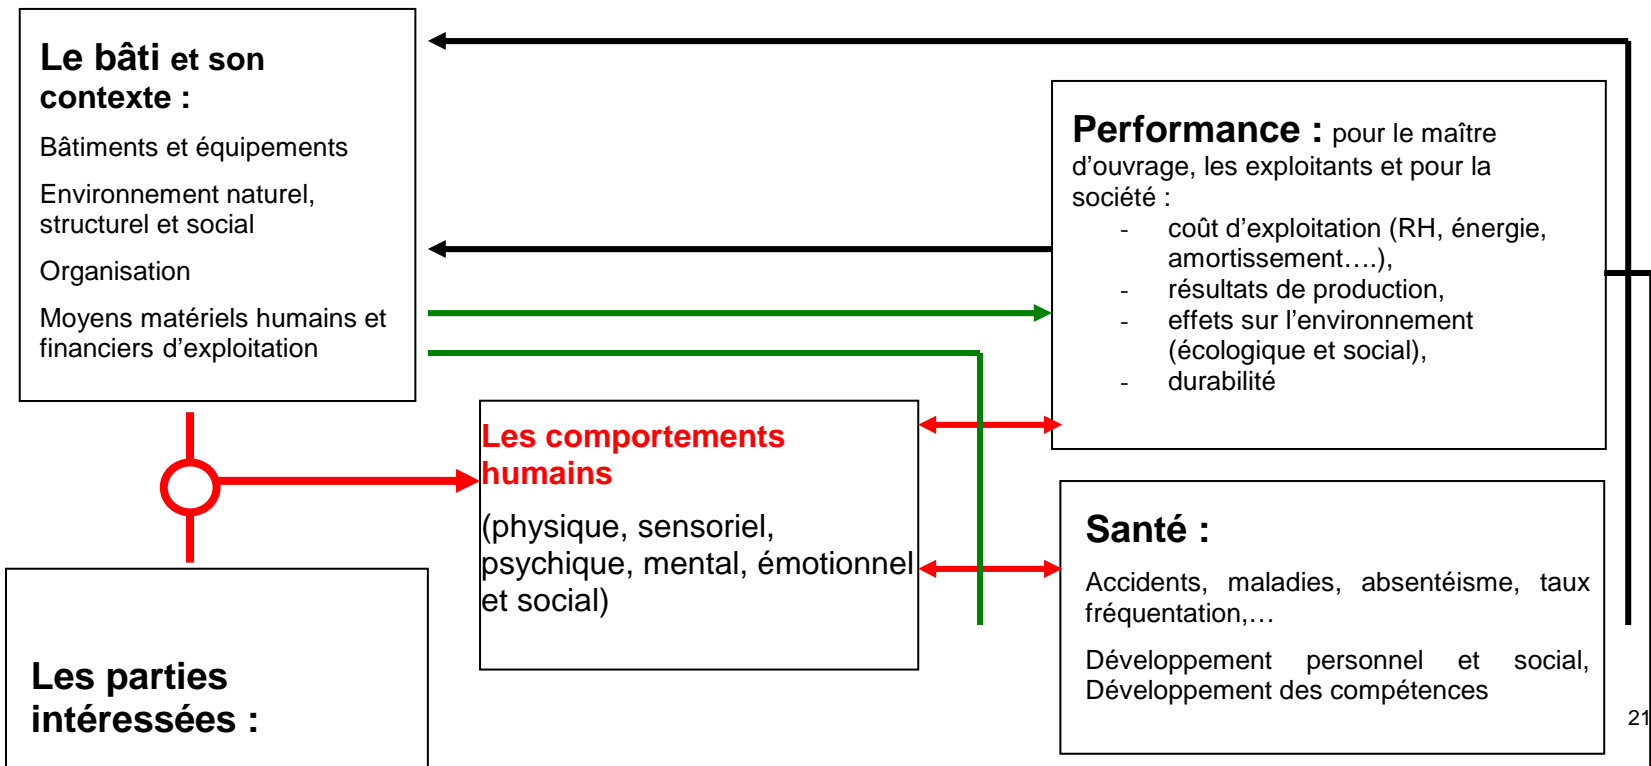 Le bâti et son
contexte :
Bâtiments et équipements
Environnement naturel,
structurel et social
Organisation
Moyens matériels humains et
financiers d'exploitation
Performance : pour le maître
d'ouvrage, les exploitants et pour la
société :
- coût d'exploitation (RH, énergie,
amortissement….),
- résultats de production,
- effets sur l'environnement
(écologique et social),
- durabilité
Les comportements
humains
(physique, sensoriel,
psychique, mental, émotionnel
et social)
Santé :
Accidents, maladies, absentéisme, taux
fréquentation,…
Développement personnel et social,
Développement des compétences
Les parties
intéressées :
21